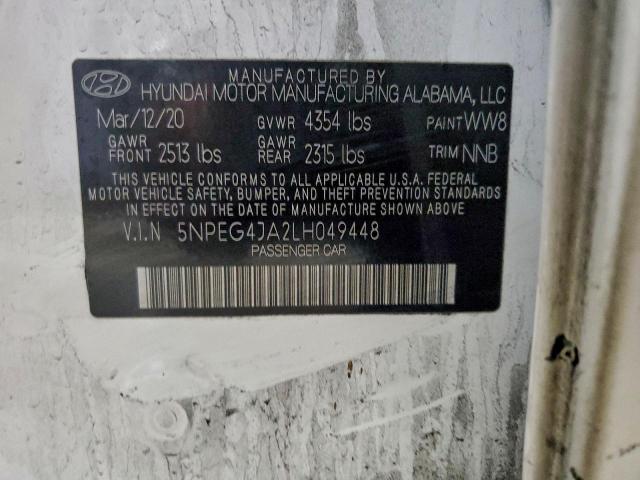 MANUFACTURED BY
HYUNDAI MOTOR MANUFACTURING ALABAMA, LLC
Mar/12/20 GVWR 4354 lbs PAINT WW8
GAWR FRONT 2513 lbs GAWR REAR 2315 lbs TRIM NNB
THIS VEHICLE CONFORMS TO ALL APPLICABLE U.S.A. FEDERAL
MOTOR VEHICLE SAFETY, BUMPER, AND THEFT PREVENTION STANDARDS
IN EFFECT ON THE DATE OF MANUFACTURE SHOWN ABOVE.
V.I.N 5NPEG4JA2LH049448
PASSENGER CAR